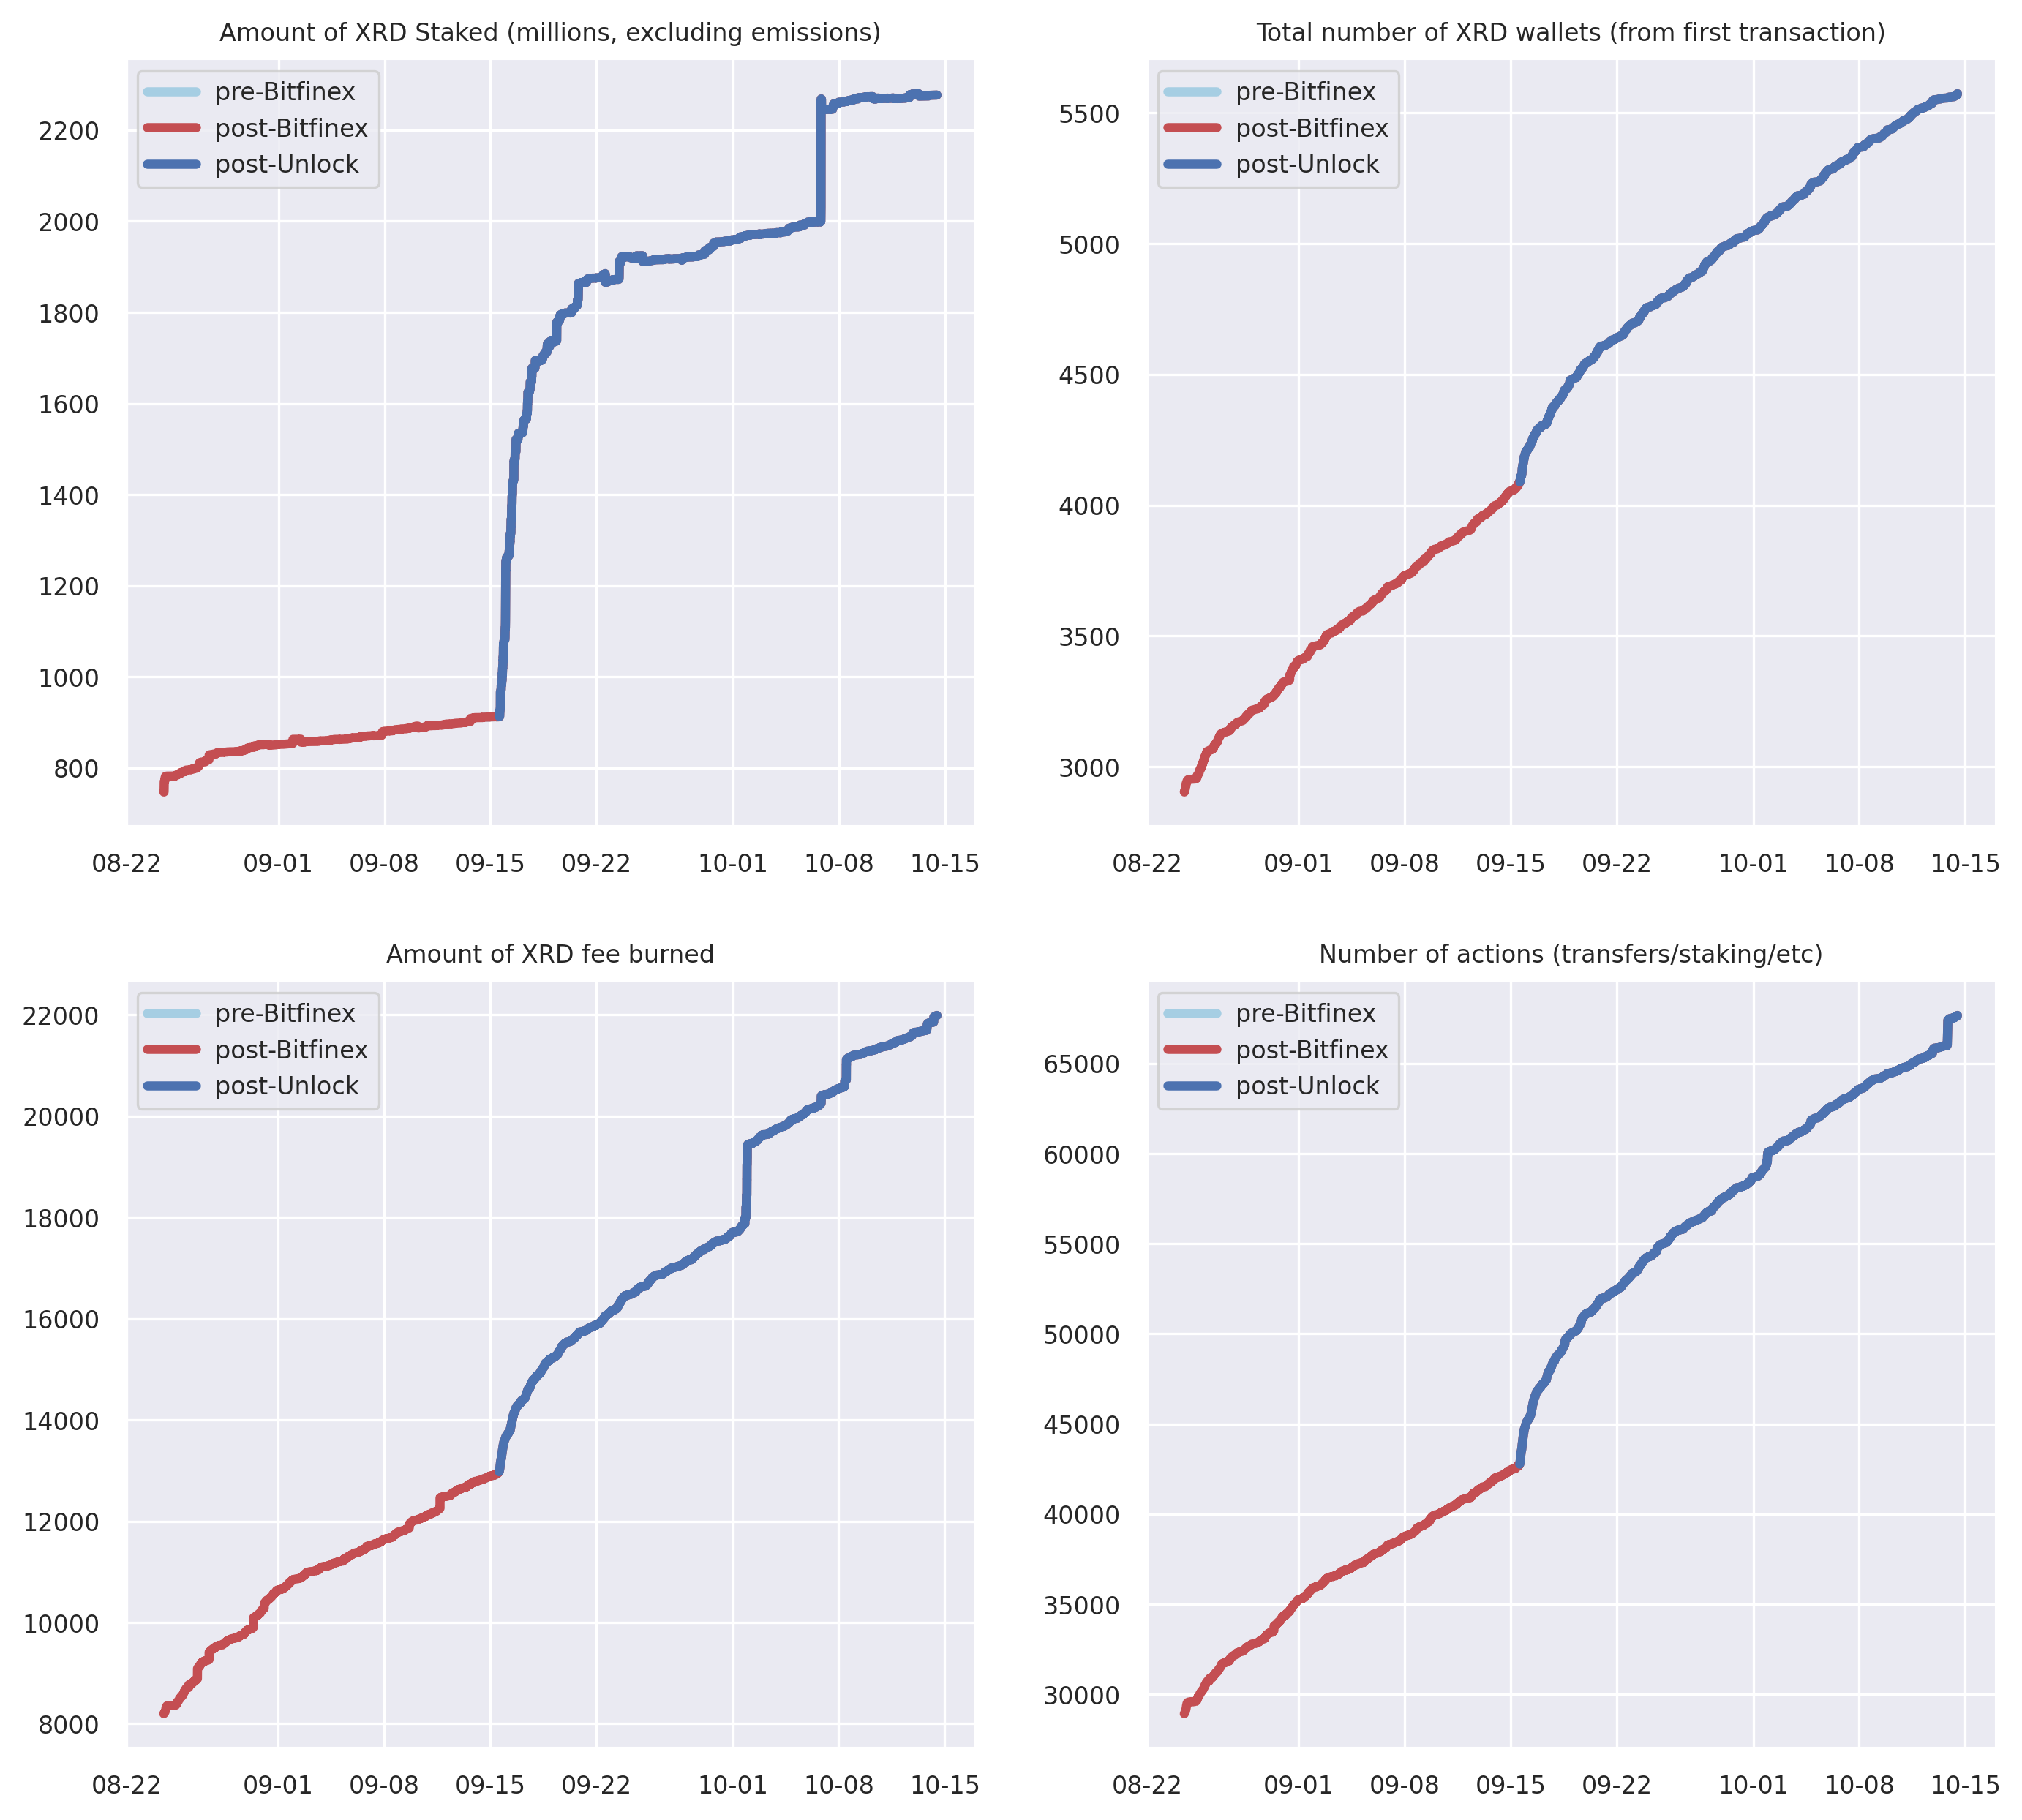 Amount of XRD Staked (millions, excluding emissions)
pre-Bitfinex
post-Bitfinex
post-Unlock
2200
2000
1800
1600
1400
1200
1000
800
08-22 09-01 09-08 09-15 09-22 10-01 10-08 10-15
Total number of XRD wallets (from first transaction)
pre-Bitfinex
post-Bitfinex
post-Unlock
5500
5000
4500
4000
3500
3000
08-22 09-01 09-08 09-15 09-22 10-01 10-08 10-15
Amount of XRD fee burned
pre-Bitfinex
post-Bitfinex
post-Unlock
22000
20000
18000
16000
14000
12000
10000
8000
08-22 09-01 09-08 09-15 09-22 10-01 10-08 10-15
Number of actions (transfers/staking/etc)
pre-Bitfinex
post-Bitfinex
post-Unlock
65000
60000
55000
50000
45000
40000
35000
30000
08-22 09-01 09-08 09-15 09-22 10-01 10-08 10-15